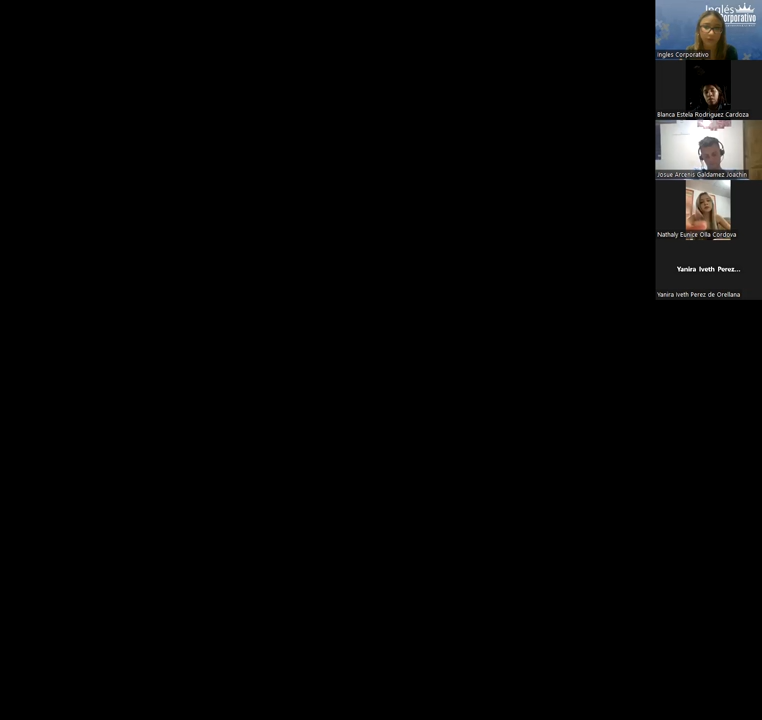 Inglés
Corporativo
Ingles Corporativo
Blanca Estela Rodriguez Cardoza
Josue Arcenis Galdamez Joachin
Nathaly Eunice Olla Cordova
Yanira Iveth Perez...
Yanira Iveth Perez de Orellana